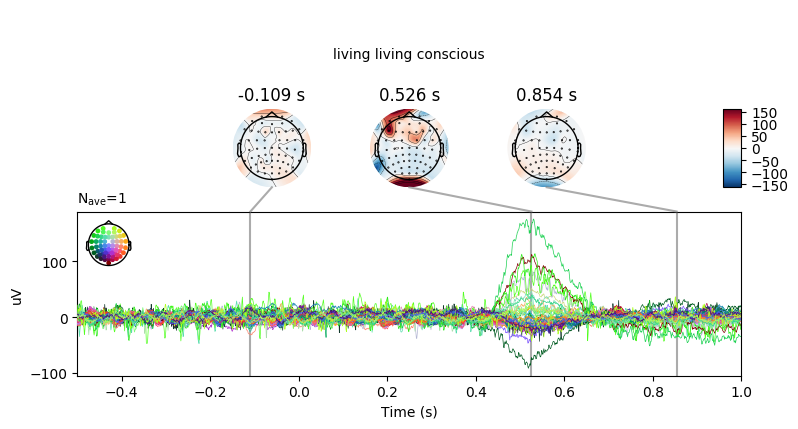 living living conscious
-0.109 s 0.526 s 0.854 s
150
100
50
0
−50
−100
−150
Nave=1
100
0
−100
uV
−0.4 −0.2 0.0 0.2 0.4 0.6 0.8 1.0
Time (s)